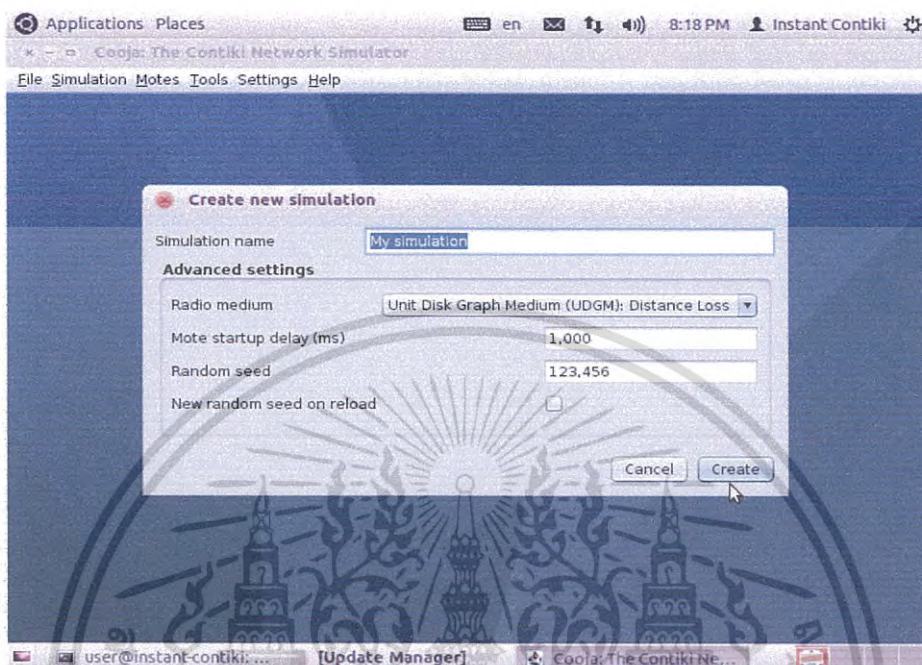 Applications Places en 8:18 PM Instant Contiki
Cooja: The Contiki Network Simulator
File Simulation Motes Tools Settings Help
Create new simulation
Simulation name My simulation
Advanced settings
Radio medium Unit Disk Graph Medium (UDGM): Distance Loss
Mote startup delay (ms) 1,000
Random seed 123,456
New random seed on reload
Cancel Create
user@instant-contiki: ... [Update Manager] Cooja: The Contiki Ne...